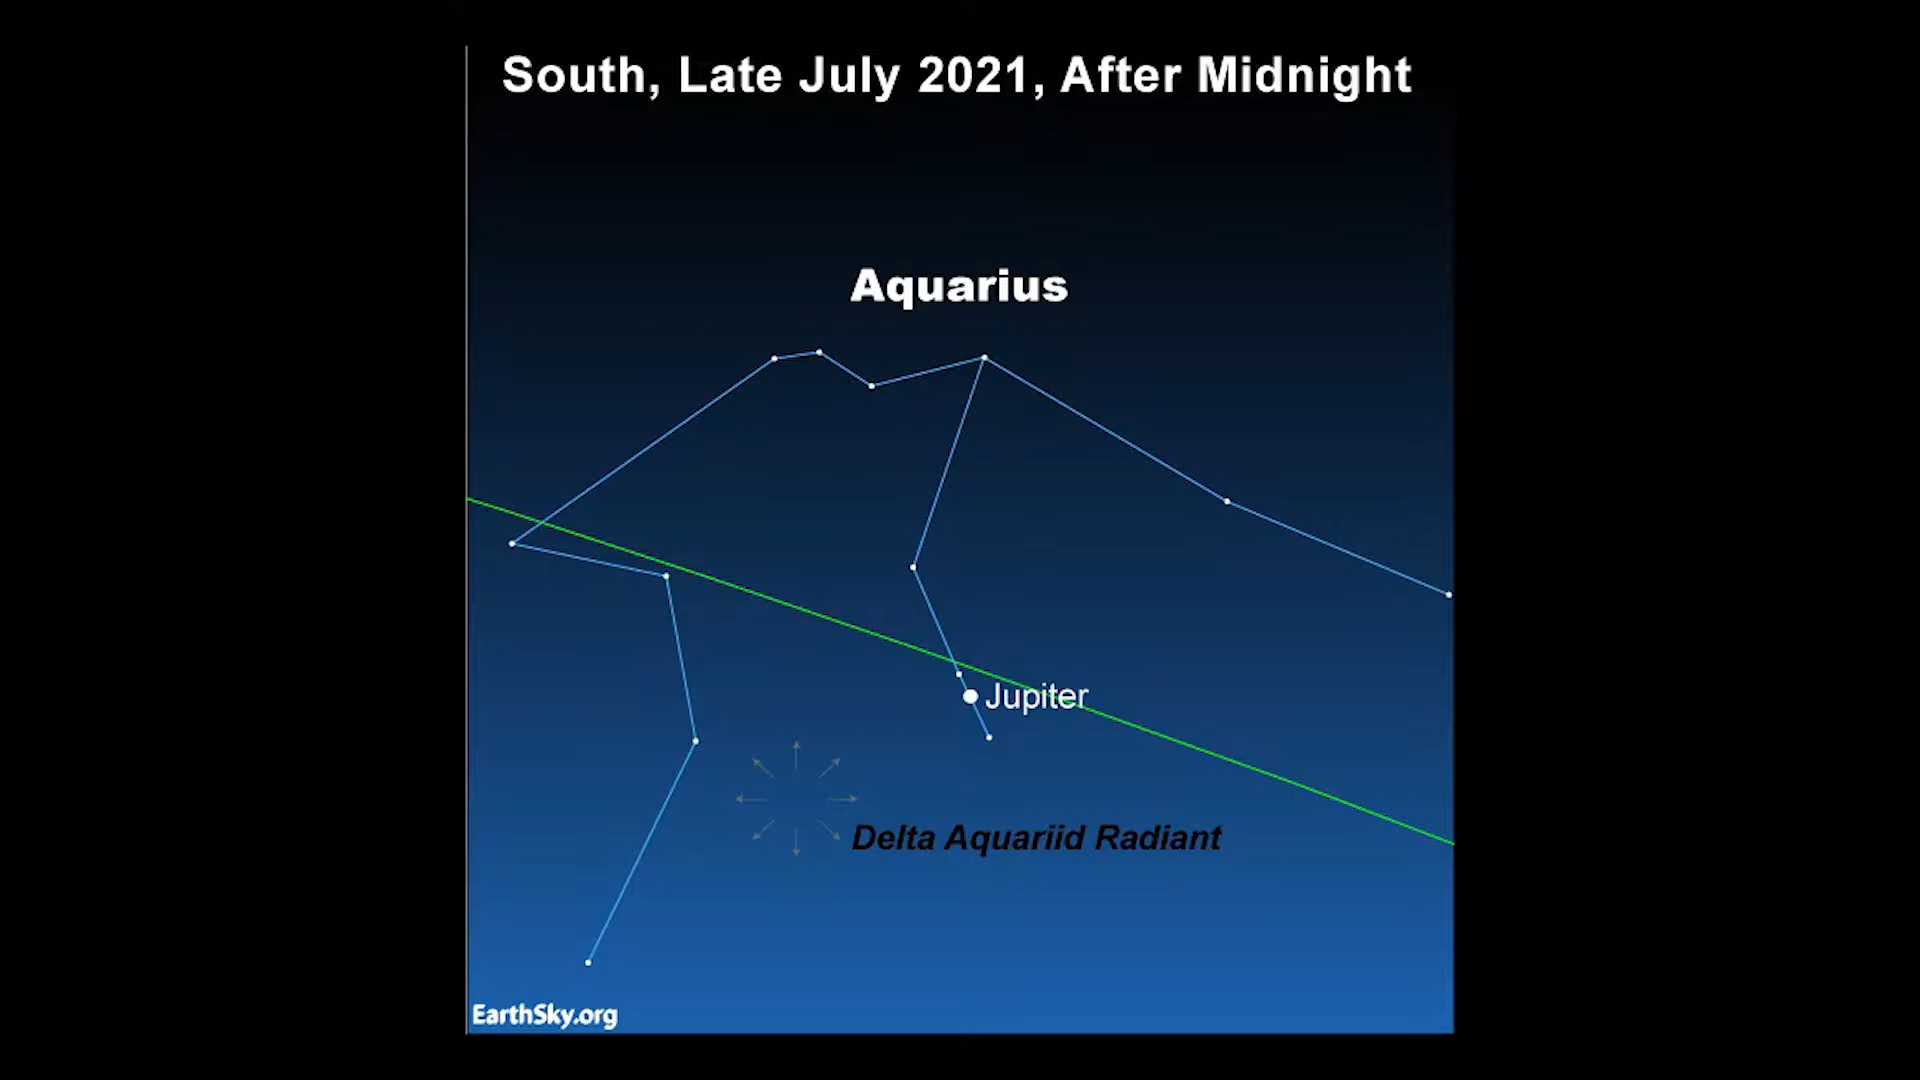 South, Late July 2021, After Midnight
Aquarius
Jupiter
Delta Aquariid Radiant
EarthSky.org